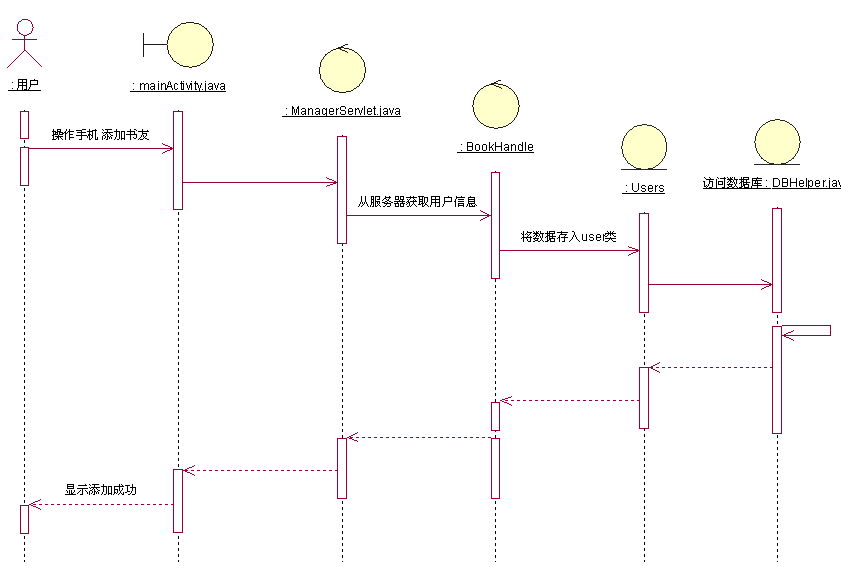 : 用户
: mainActivity.java
: ManagerServlet.java
: BookHandle
: Users
访问数据库 : DBHelper.jav
操作手机 添加书友
从服务器获取用户信息
将数据存入user类
显示添加成功